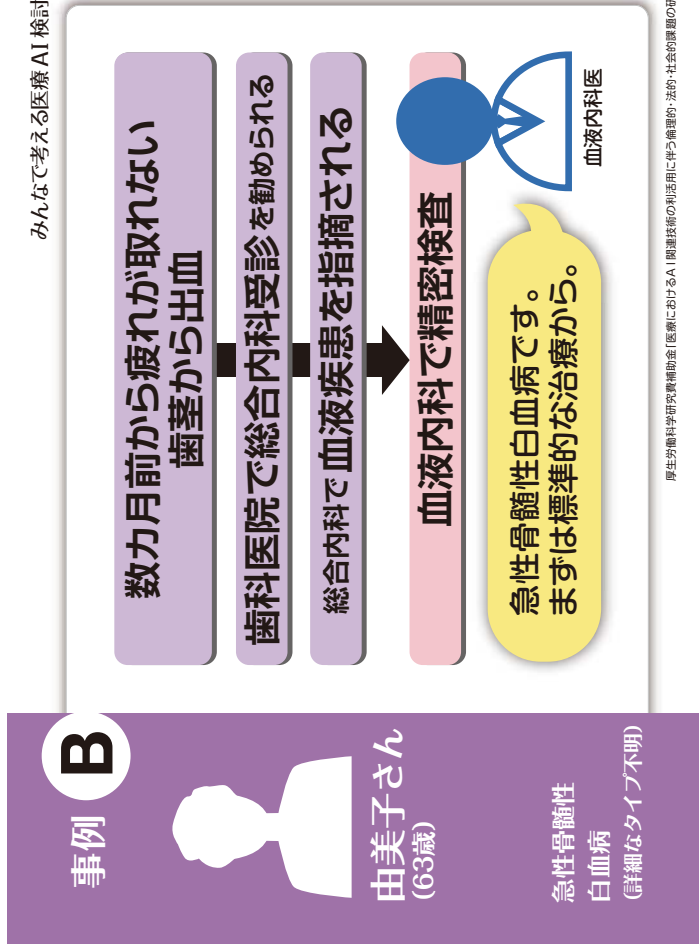 みんなで考える医療 AI 検討
事例 B
由美子さん
(63歳)
急性骨髄性
白血病
(詳細なタイプ不明)
数カ月前から疲れが取れない
歯茎から出血
歯科医院で総合内科受診を勧められる
総合内科で血液疾患を指摘される
血液内科で精密検査
急性骨髄性白血病です。
まずは標準的な治療から。
血液内科医
厚生労働科学研究費補助金「医療におけるAI関連技術の利活用に伴う倫理的・法的・社会的課題の研